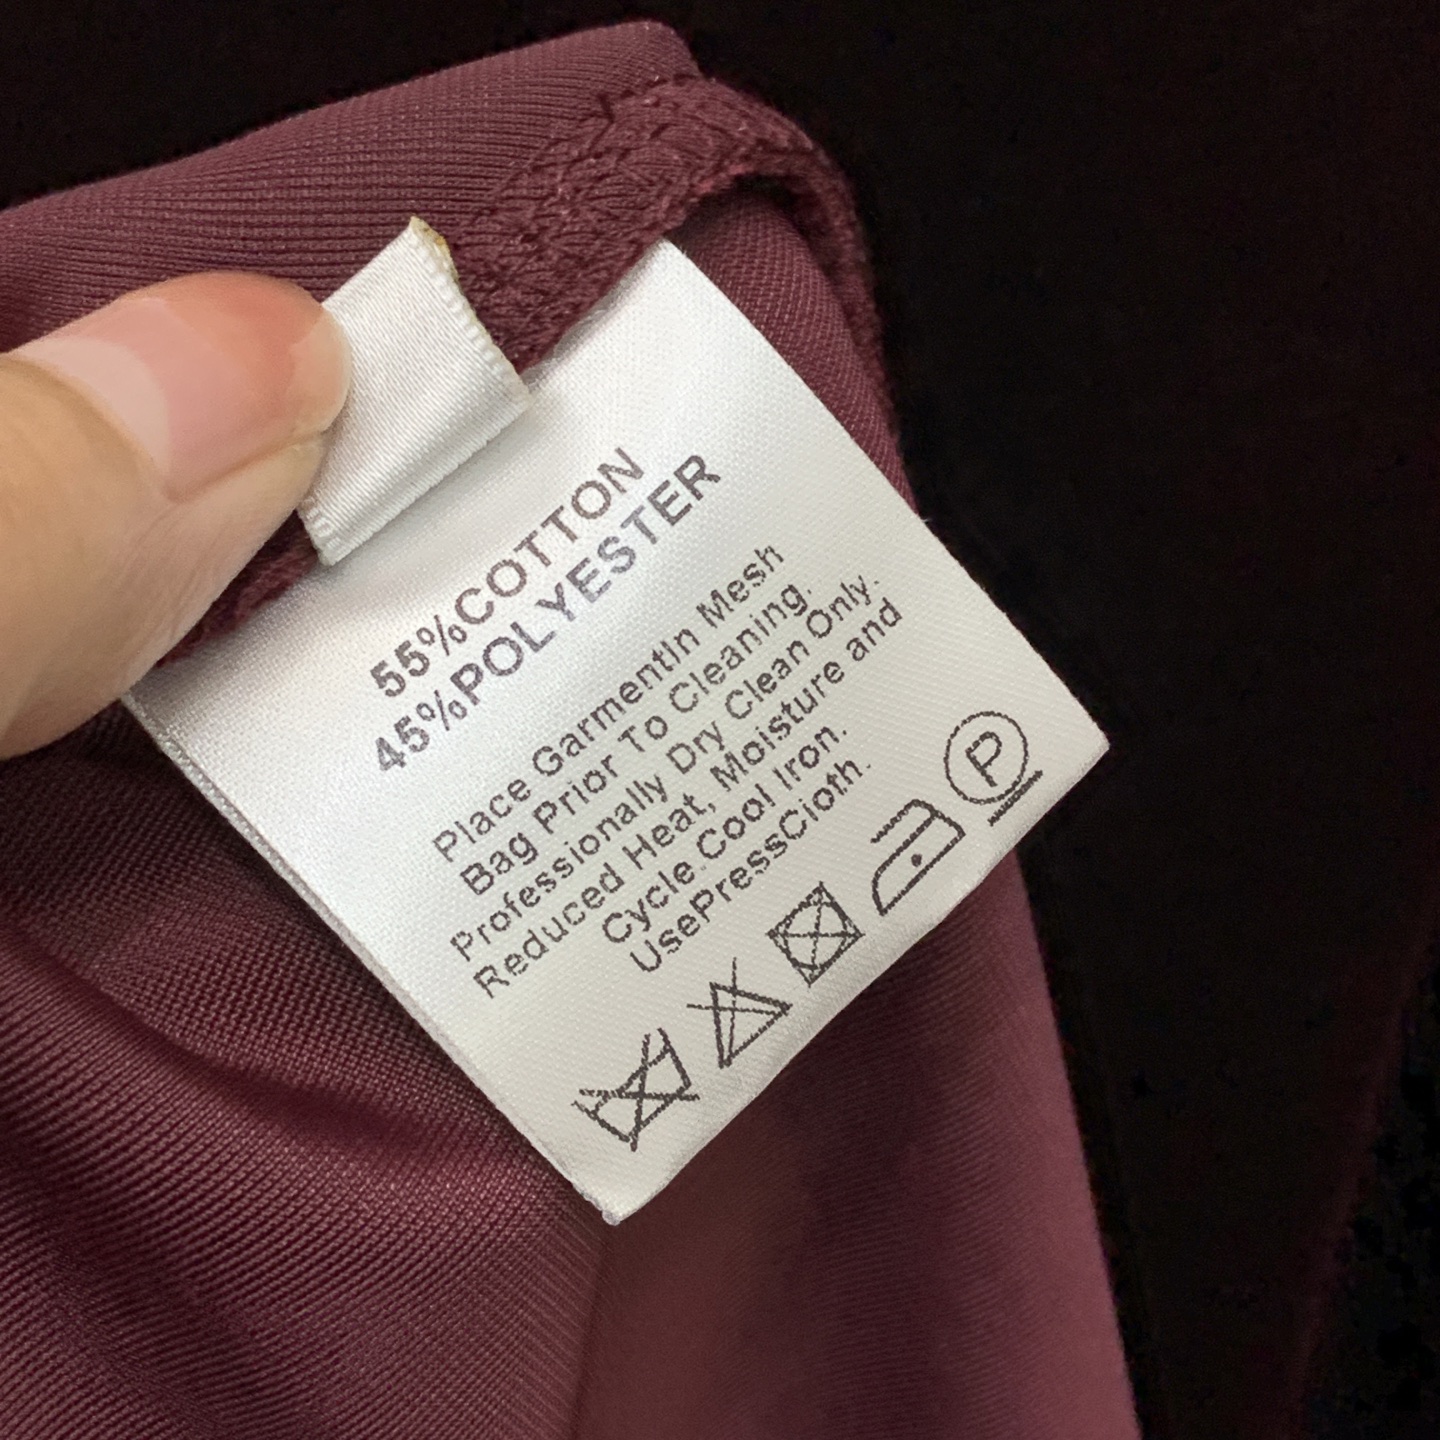 55%COTTON
45%POLYESTER
Place GarmentIn Mesh
Bag Prior To Cleaning.
Professionally Dry Clean Only.
Reduced Heat, Moisture and
Cycle.Cool Iron.
UsePressCioth.
P